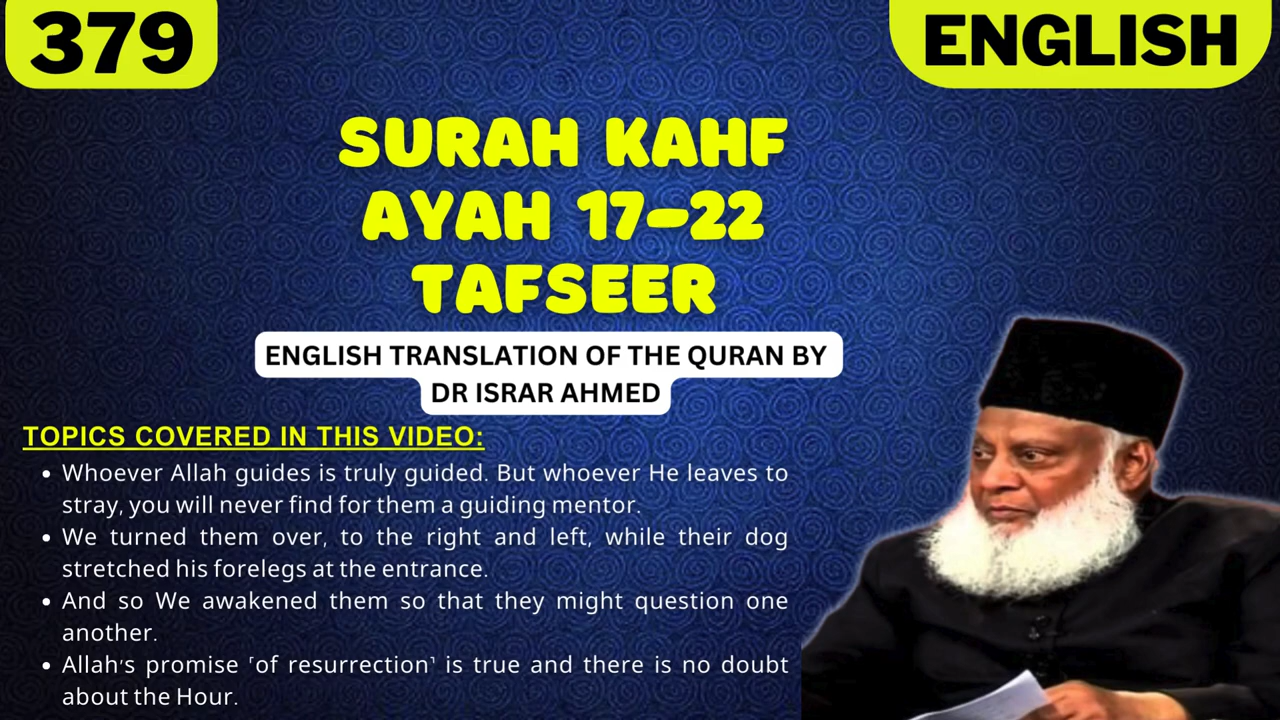 379
ENGLISH
SURAH KAHF
AYAH 17-22
TAFSEER
ENGLISH TRANSLATION OF THE QURAN BY
DR ISRAR AHMED
TOPICS COVERED IN THIS VIDEO:
• Whoever Allah guides is truly guided. But whoever He leaves to
stray, you will never find for them a guiding mentor.
• We turned them over, to the right and left, while their dog
stretched his forelegs at the entrance.
• And so We awakened them so that they might question one
another.
• Allah's promise ˹of resurrection˺ is true and there is no doubt
about the Hour.